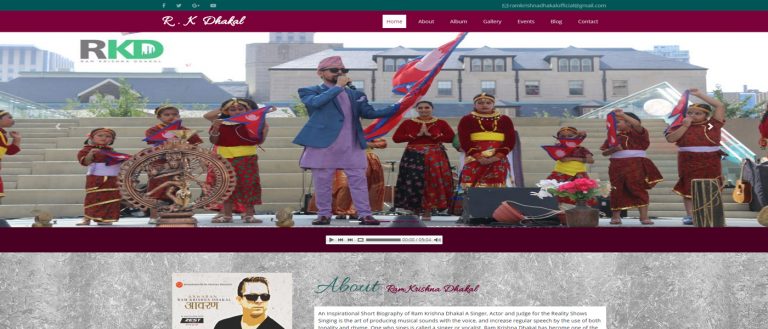 ramkrishnadhakalofficial@gmail.com
R . K Dhakal
Home About Album Gallery Events Blog Contact
RKD
RAM KRISHNA DHAKAL
00:00 / 05:04
RAM KRISHNA DHAKAL
आवरण
About Ram Krishna Dhakal
An Inspirational Short Biography of Ram Krishna Dhakal A Singer, Actor and Judge for the Reality Shows
Singing is the art of producing musical sounds with the voice, and increase regular speech by the use of both
tonality and rhyme. One who sings is called a singer or vocalist. Ram Krishna Dhakal has become one of the